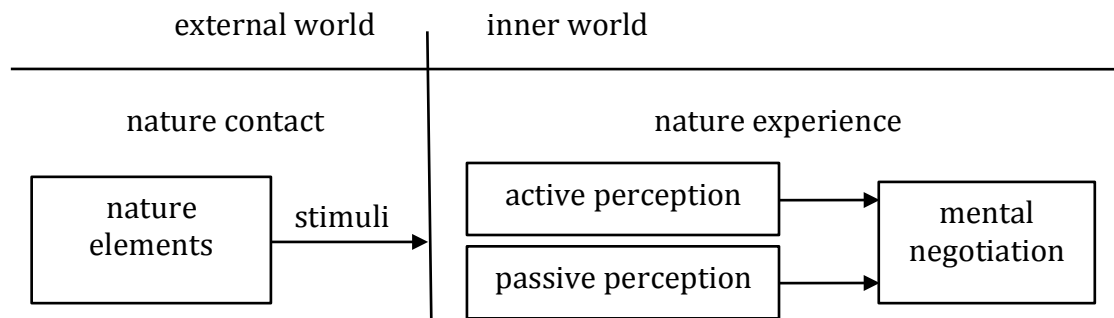 external world
inner world
nature contact
nature experience
nature
elements
stimuli
active perception
passive perception
mental
negotiation